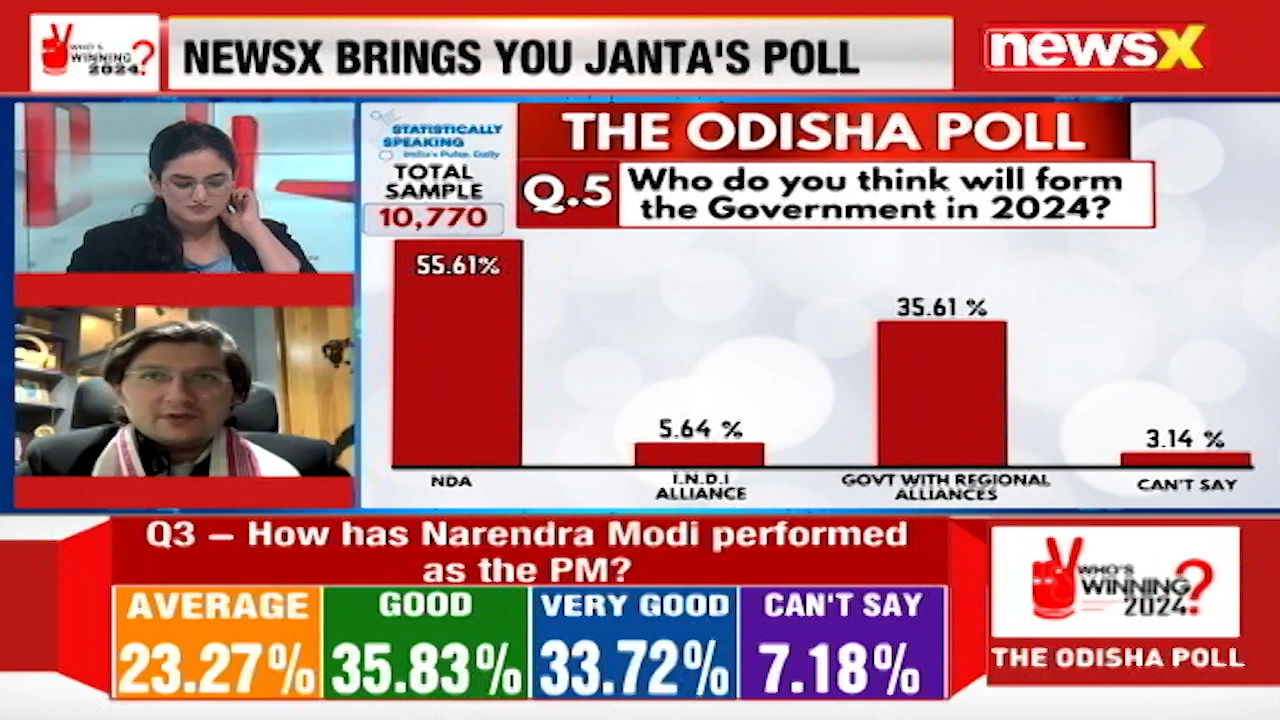 WHO'S
WINNING
2024?
NEWSX BRINGS YOU JANTA'S POLL
newsX
STATISTICALLY
SPEAKING
India's Pulse, Daily
TOTAL
SAMPLE
10,770
THE ODISHA POLL
Q.5
Who do you think will form
the Government in 2024?
55.61%
5.64 %
35.61 %
3.14 %
NDA
I.N.D.I
ALLIANCE
GOVT WITH REGIONAL
ALLIANCES
CAN'T SAY
Q3 – How has Narendra Modi performed
as the PM?
AVERAGE
23.27%
GOOD
35.83%
VERY GOOD
33.72%
CAN'T SAY
7.18%
WHO'S
WINNING
2024?
THE ODISHA POLL